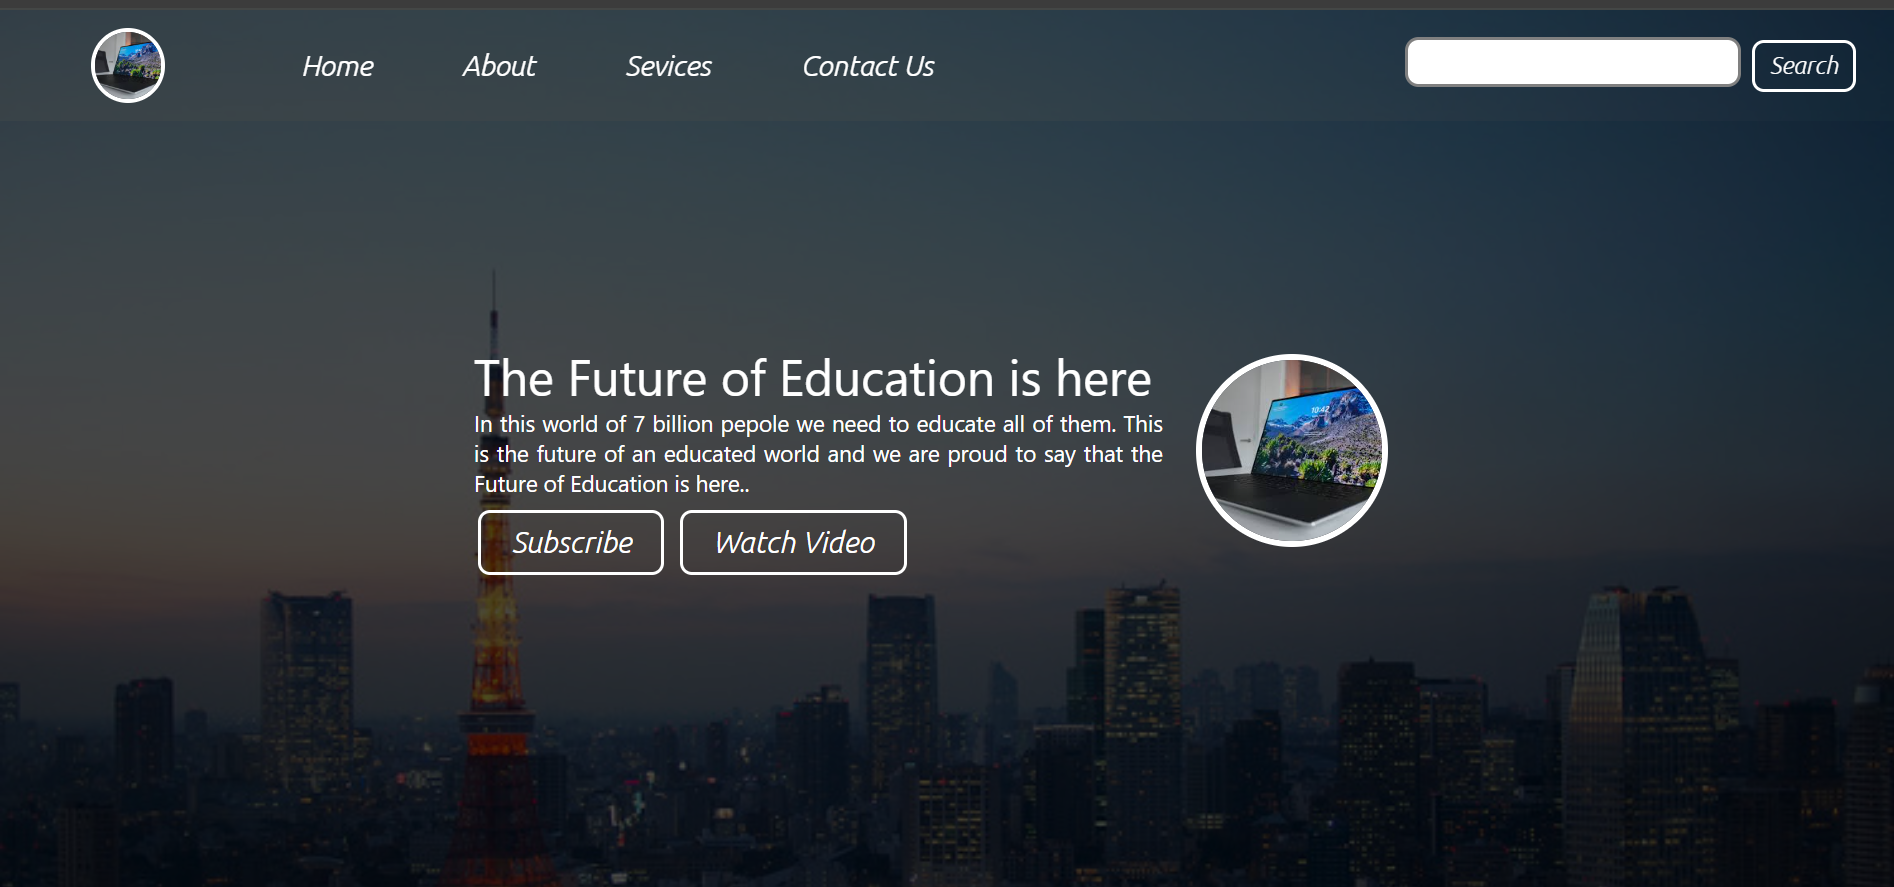 Home About Sevices Contact Us Search
The Future of Education is here
In this world of 7 billion pepole we need to educate all of them. This
is the future of an educated world and we are proud to say that the
Future of Education is here..
Subscribe Watch Video
10:42